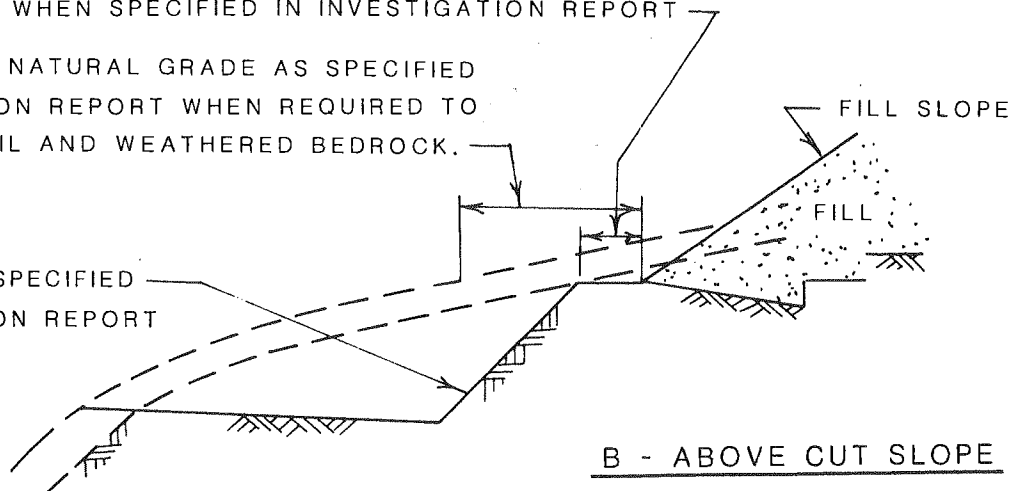 WHEN SPECIFIED IN INVESTIGATION REPORT
NATURAL GRADE AS SPECIFIED
ON REPORT WHEN REQUIRED TO
IL AND WEATHERED BEDROCK.
FILL SLOPE
FILL
SPECIFIED
ON REPORT
B - ABOVE CUT SLOPE